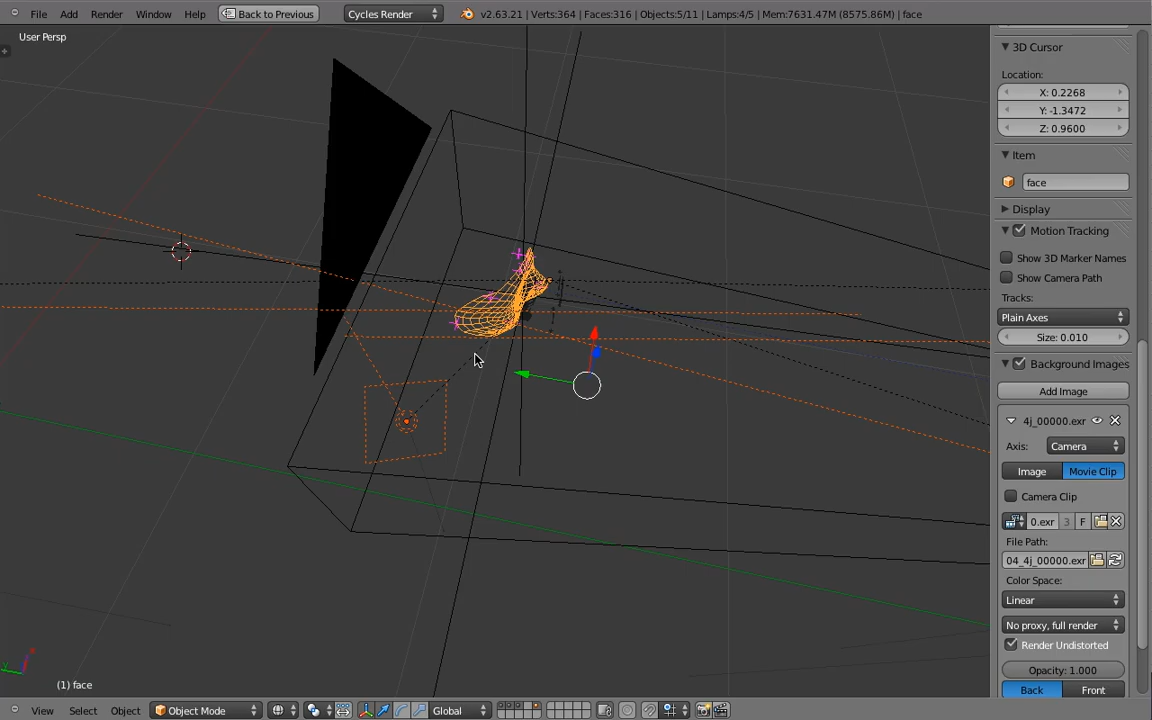 File Add Render Window Help Back to Previous Cycles Render v2.63.21 | Verts:364 | Faces:316 | Objects:5/11 | Lamps:4/5 | Mem:7631.47M (8575.86M) | face
User Persp
3D Cursor
Location:
X: 0.2268
Y: -1.3472
Z: 0.9600
Item
face
Display
Motion Tracking
Show 3D Marker Names
Show Camera Path
Tracks:
Plain Axes
Size: 0.010
Background Images
Add Image
4j_00000.exr
Axis: Camera
Image Movie Clip
Camera Clip
0.exr 3 F
File Path:
04_4j_00000.exr
Color Space:
Linear
No proxy, full render
Render Undistorted
Opacity: 1.000
Back Front
(1) face
View Select Object Object Mode Global